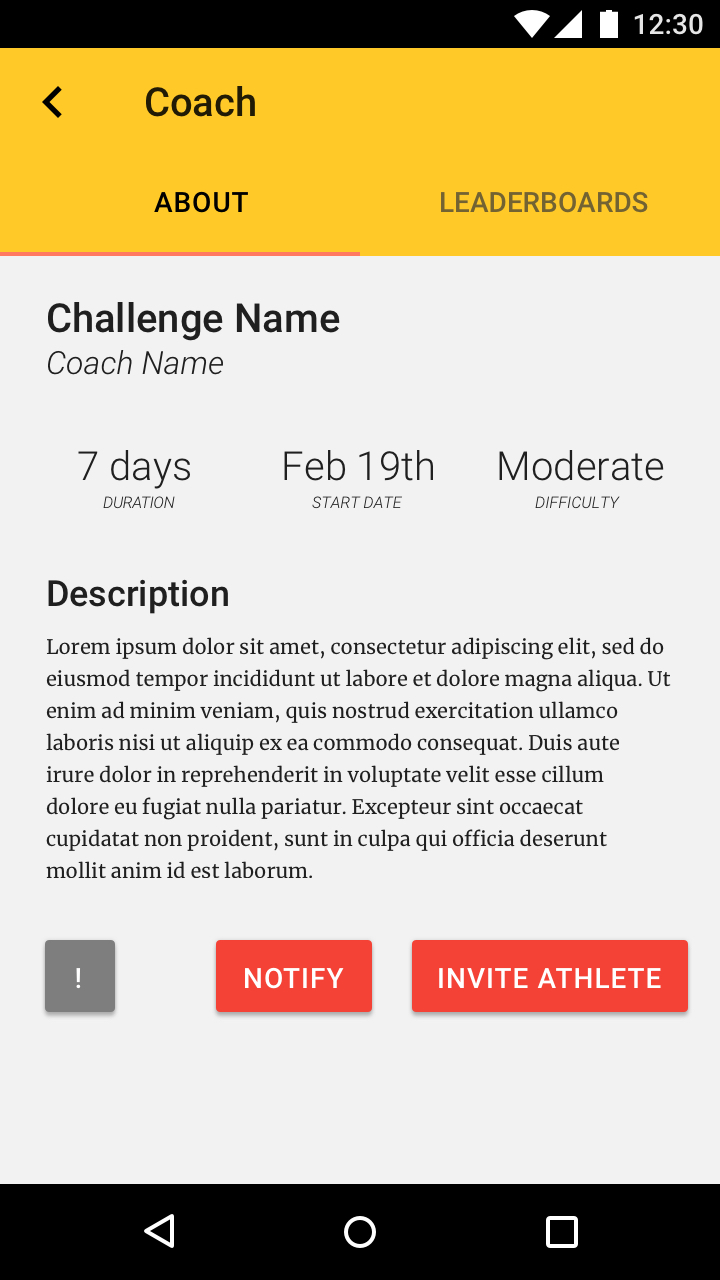 12:30
Coach
ABOUT LEADERBOARDS
Challenge Name
Coach Name
7 days Feb 19th Moderate
DURATION START DATE DIFFICULTY
Description
Lorem ipsum dolor sit amet, consectetur adipiscing elit, sed do
eiusmod tempor incididunt ut labore et dolore magna aliqua. Ut
enim ad minim veniam, quis nostrud exercitation ullamco
laboris nisi ut aliquip ex ea commodo consequat. Duis aute
irure dolor in reprehenderit in voluptate velit esse cillum
dolore eu fugiat nulla pariatur. Excepteur sint occaecat
cupidatat non proident, sunt in culpa qui officia deserunt
mollit anim id est laborum.
! NOTIFY INVITE ATHLETE